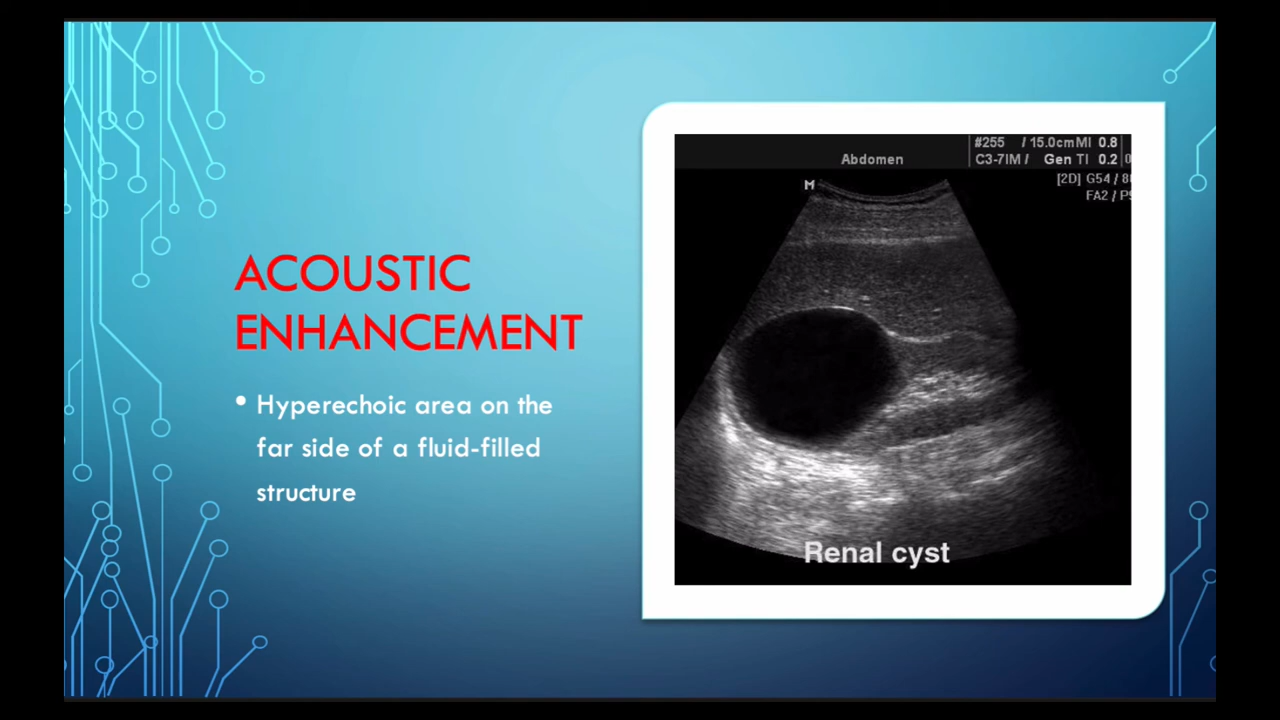 ACOUSTIC
ENHANCEMENT
• Hyperechoic area on the
far side of a fluid-filled
structure
#255 / 15.0cm MI 0.8
Abdomen
C3-7IM / Gen TI 0.2
[2D] G54 /
FA2 /
M
Renal cyst